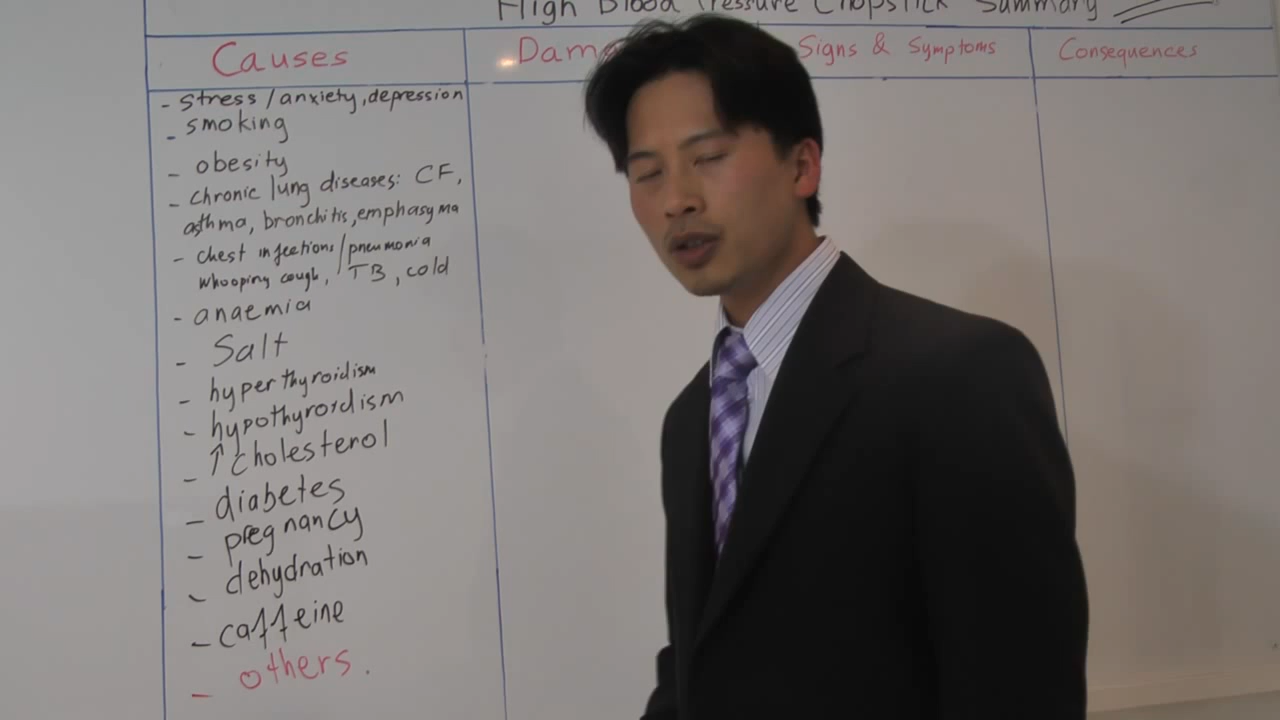 High Blood Pressure Chopstick Summary
Causes
Signs & Symptoms
Consequences
- stress / anxiety, depression
- smoking
- obesity
- chronic lung diseases: CF,
asthma, bronchitis, emphasyma
- chest infections / pneumonia
whooping cough, TB, cold
- anaemia
- Salt
- hyperthyroidism
- hypothyroidism
- ↑ cholesterol
- diabetes
- pregnancy
- dehydration
- caffeine
- others.